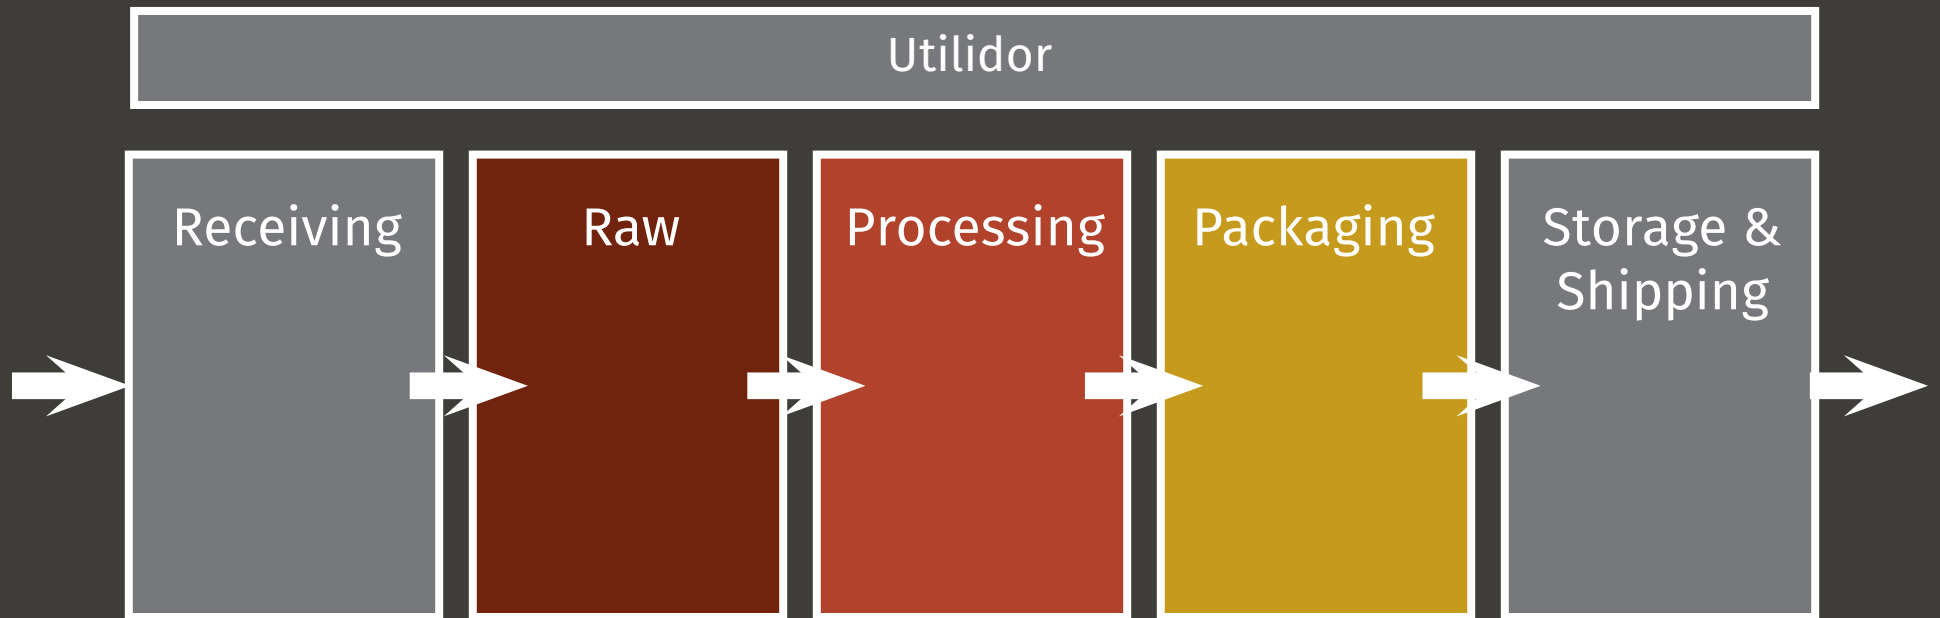 Utilidor
Receiving
Raw
Processing
Packaging
Storage &
Shipping